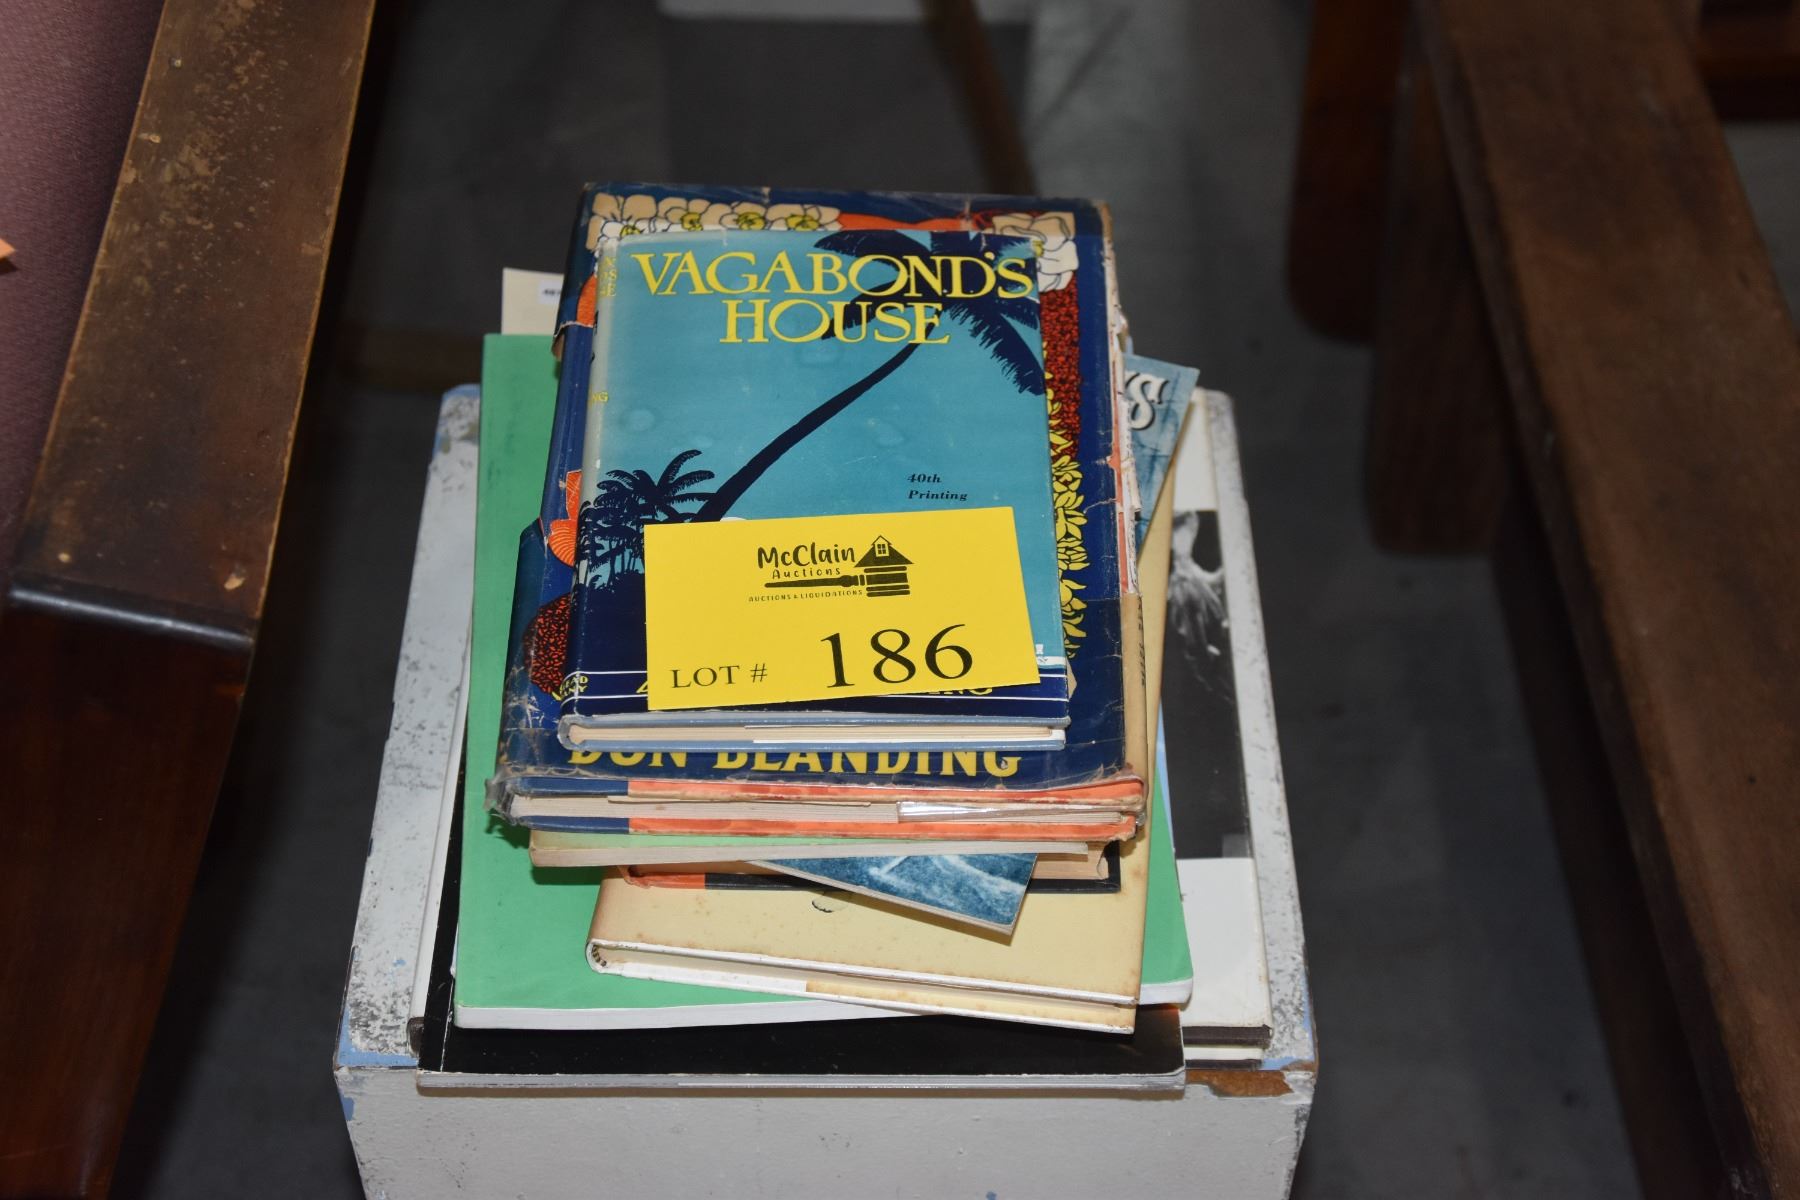 VAGABOND'S
HOUSE
40th
Printing
McClain
Auctions
AUCTIONS & LIQUIDATIONS
LOT # 186
DON BLANDING